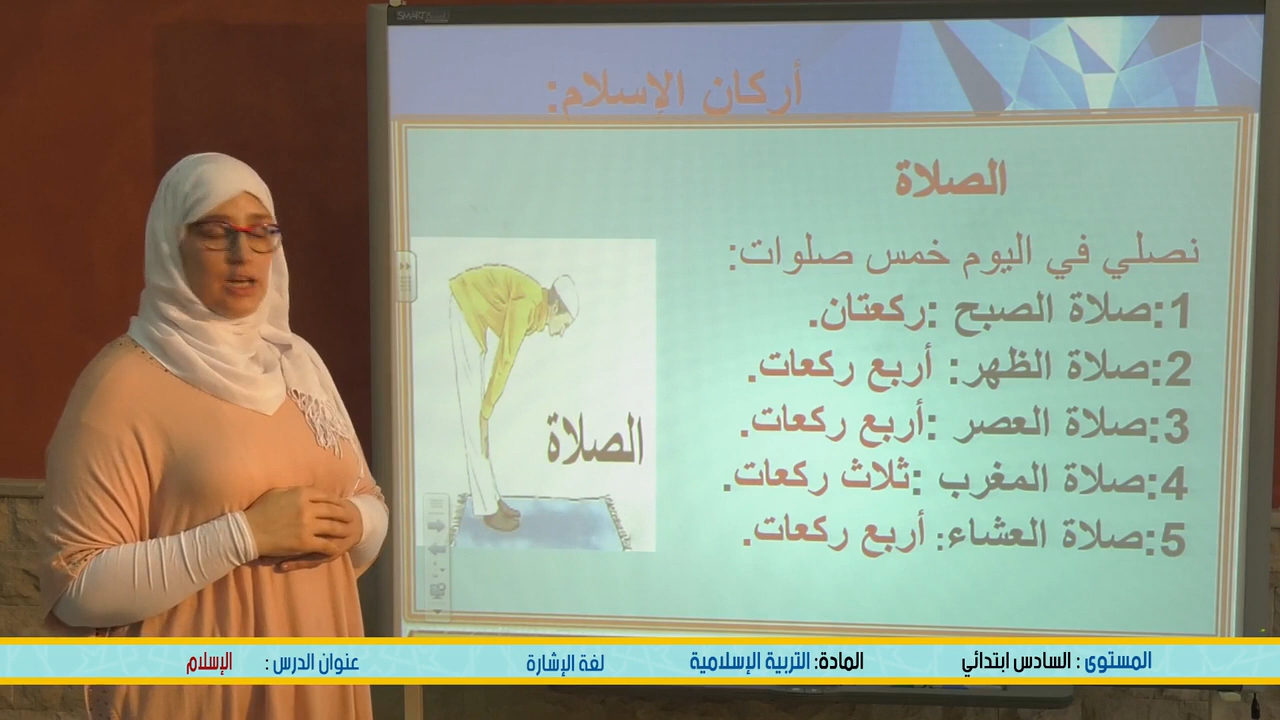 SMART Board
أركان الإسلام:
الصلاة
نصلي في اليوم خمس صلوات:
1:صلاة الصبح :ركعتان.
2:صلاة الظهر: أربع ركعات.
3:صلاة العصر :أربع ركعات.
4:صلاة المغرب :ثلاث ركعات.
5:صلاة العشاء: أربع ركعات.
الصلاة
المستوى : السادس ابتدائي المادة: التربية الإسلامية لغة الإشارة عنوان الدرس : الإسلام